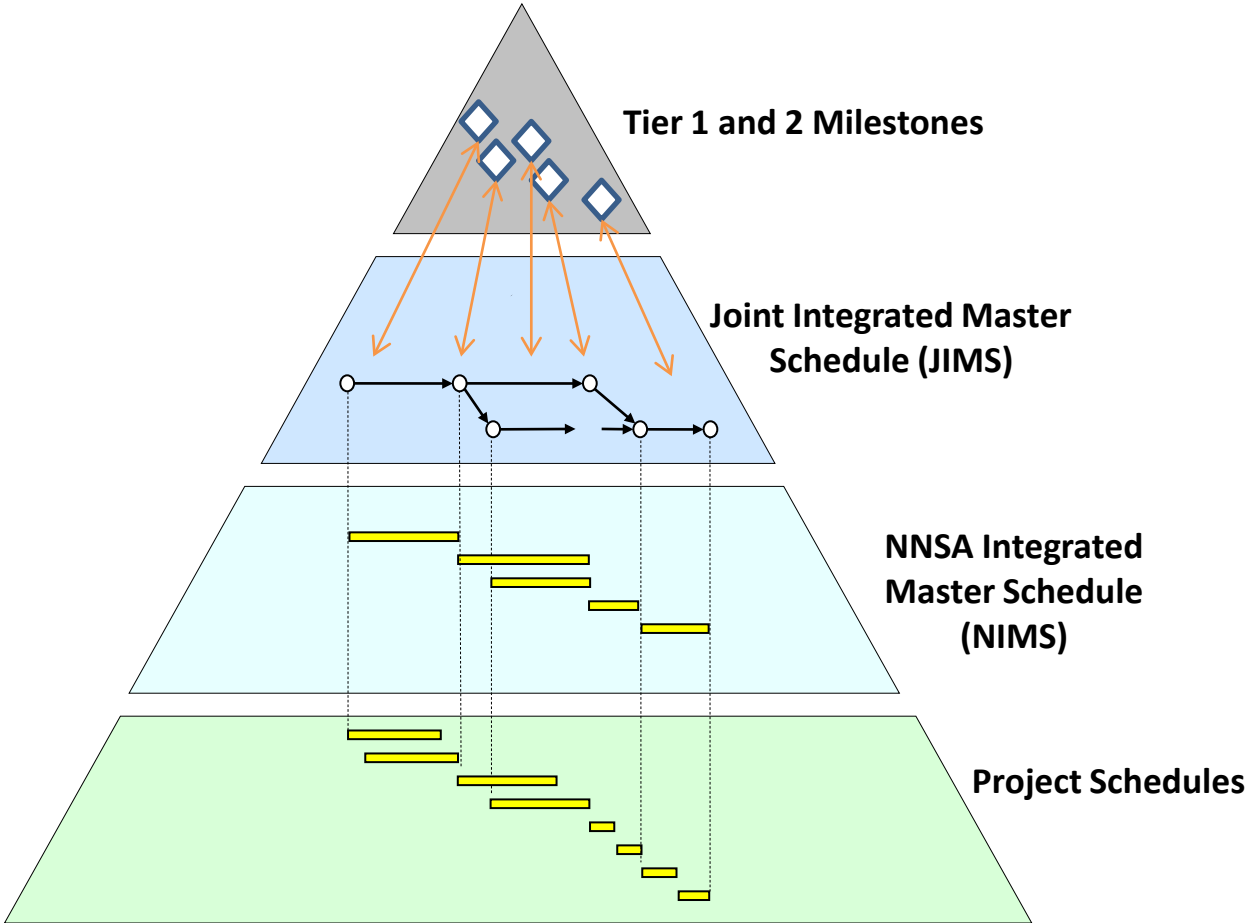 Tier 1 and 2 Milestones
Joint Integrated Master
Schedule (JIMS)
NNSA Integrated
Master Schedule
(NIMS)
Project Schedules